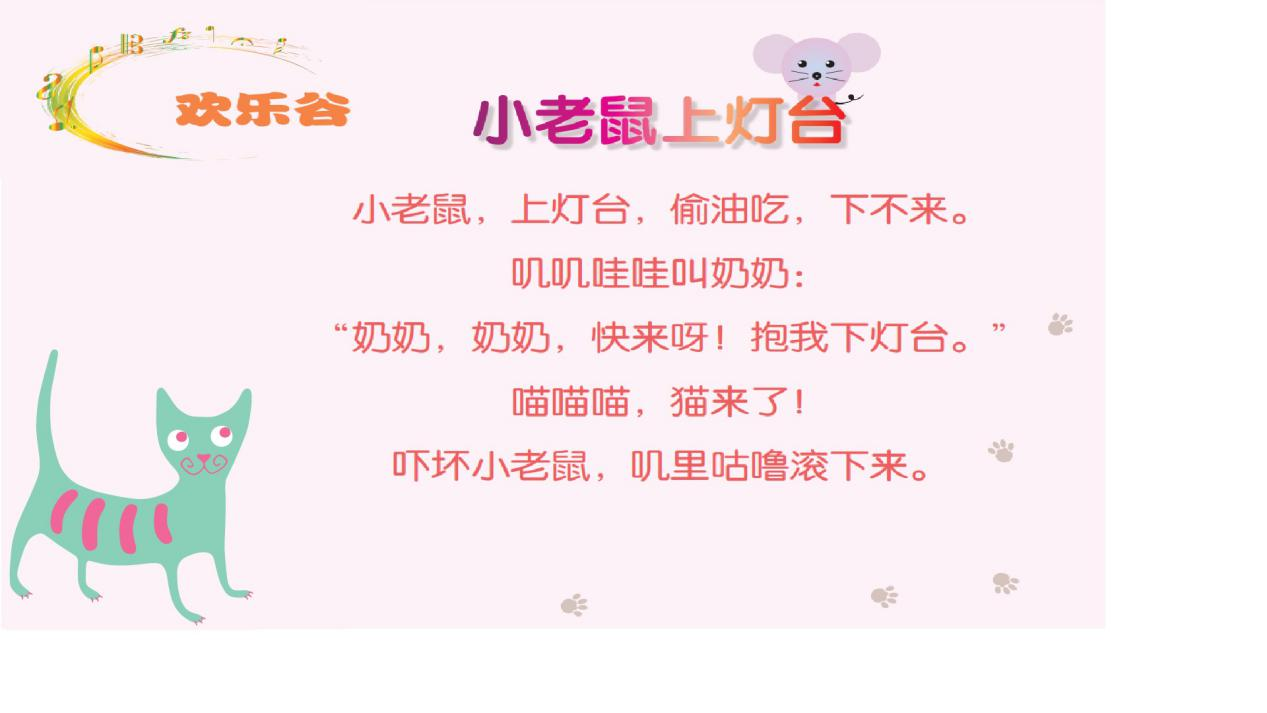 欢乐谷
小老鼠上灯台
小老鼠，上灯台，偷油吃，下不来。
叽叽哇哇叫奶奶：
“奶奶，奶奶，快来呀！抱我下灯台。”
喵喵喵，猫来了！
吓坏小老鼠，叽里咕噜滚下来。